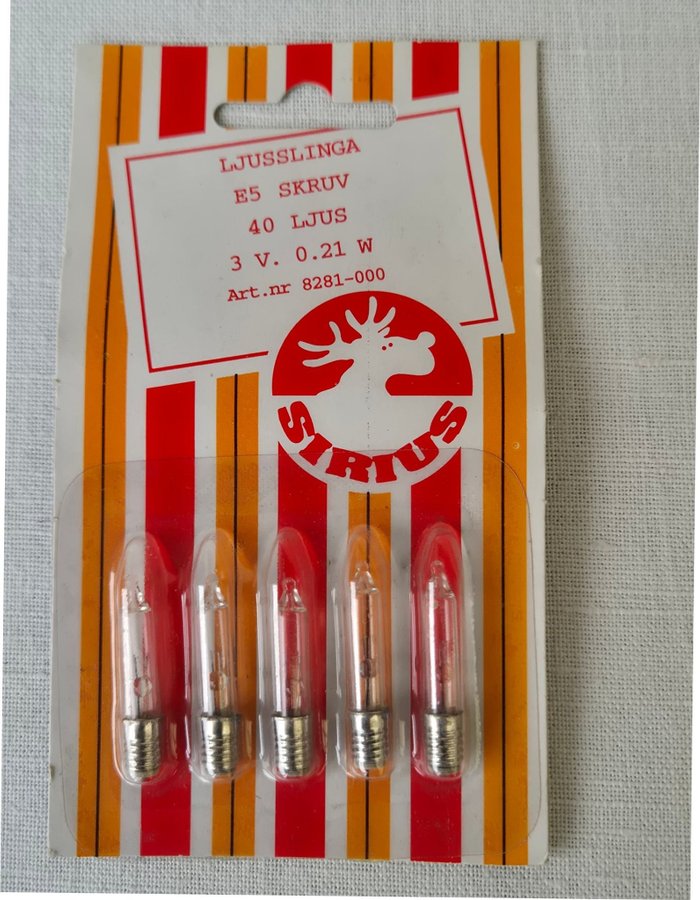 LJUSSLINGA
E5 SKRUV
40 LJUS
3 V. 0.21 W
Art.nr 8281-000
SIRIUS